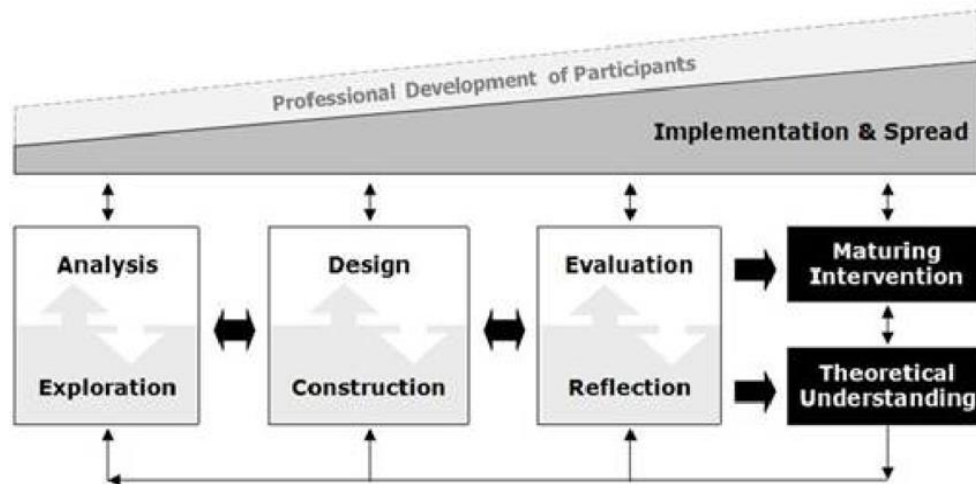 Professional Development of Participants
Implementation & Spread
Analysis
Exploration
Design
Construction
Evaluation
Reflection
Maturing
Intervention
Theoretical
Understanding